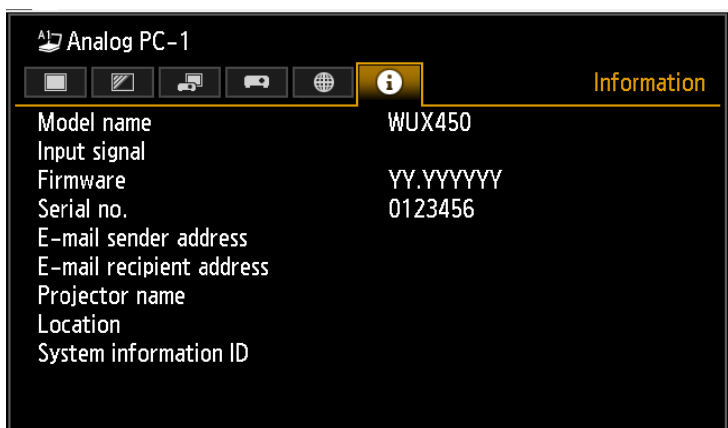 A1 Analog PC-1
Information
Model name WUX450
Input signal
Firmware YY.YYYYYY
Serial no. 0123456
E-mail sender address
E-mail recipient address
Projector name
Location
System information ID